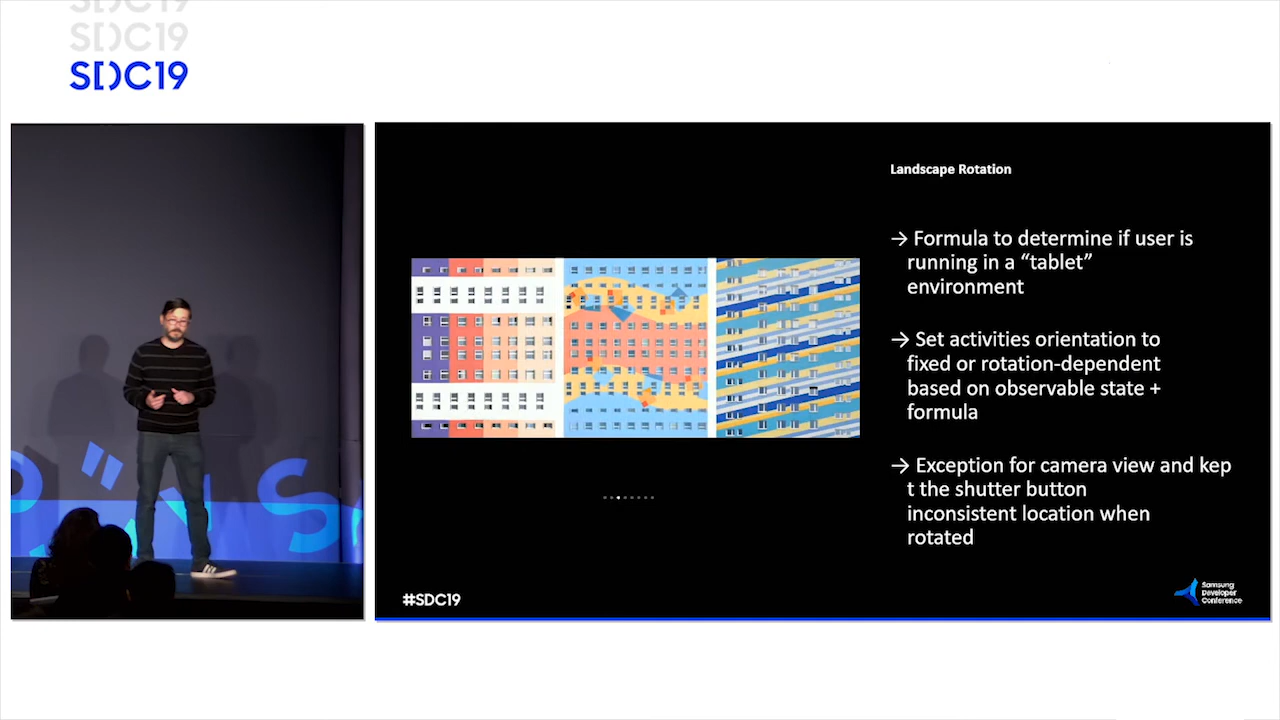 SDC19
SDC19
SDC19
Landscape Rotation
→ Formula to determine if user is
running in a “tablet”
environment
→ Set activities orientation to
fixed or rotation-dependent
based on observable state +
formula
→ Exception for camera view and kep
t the shutter button
inconsistent location when
rotated
#SDC19
Samsung
Developer
Conference